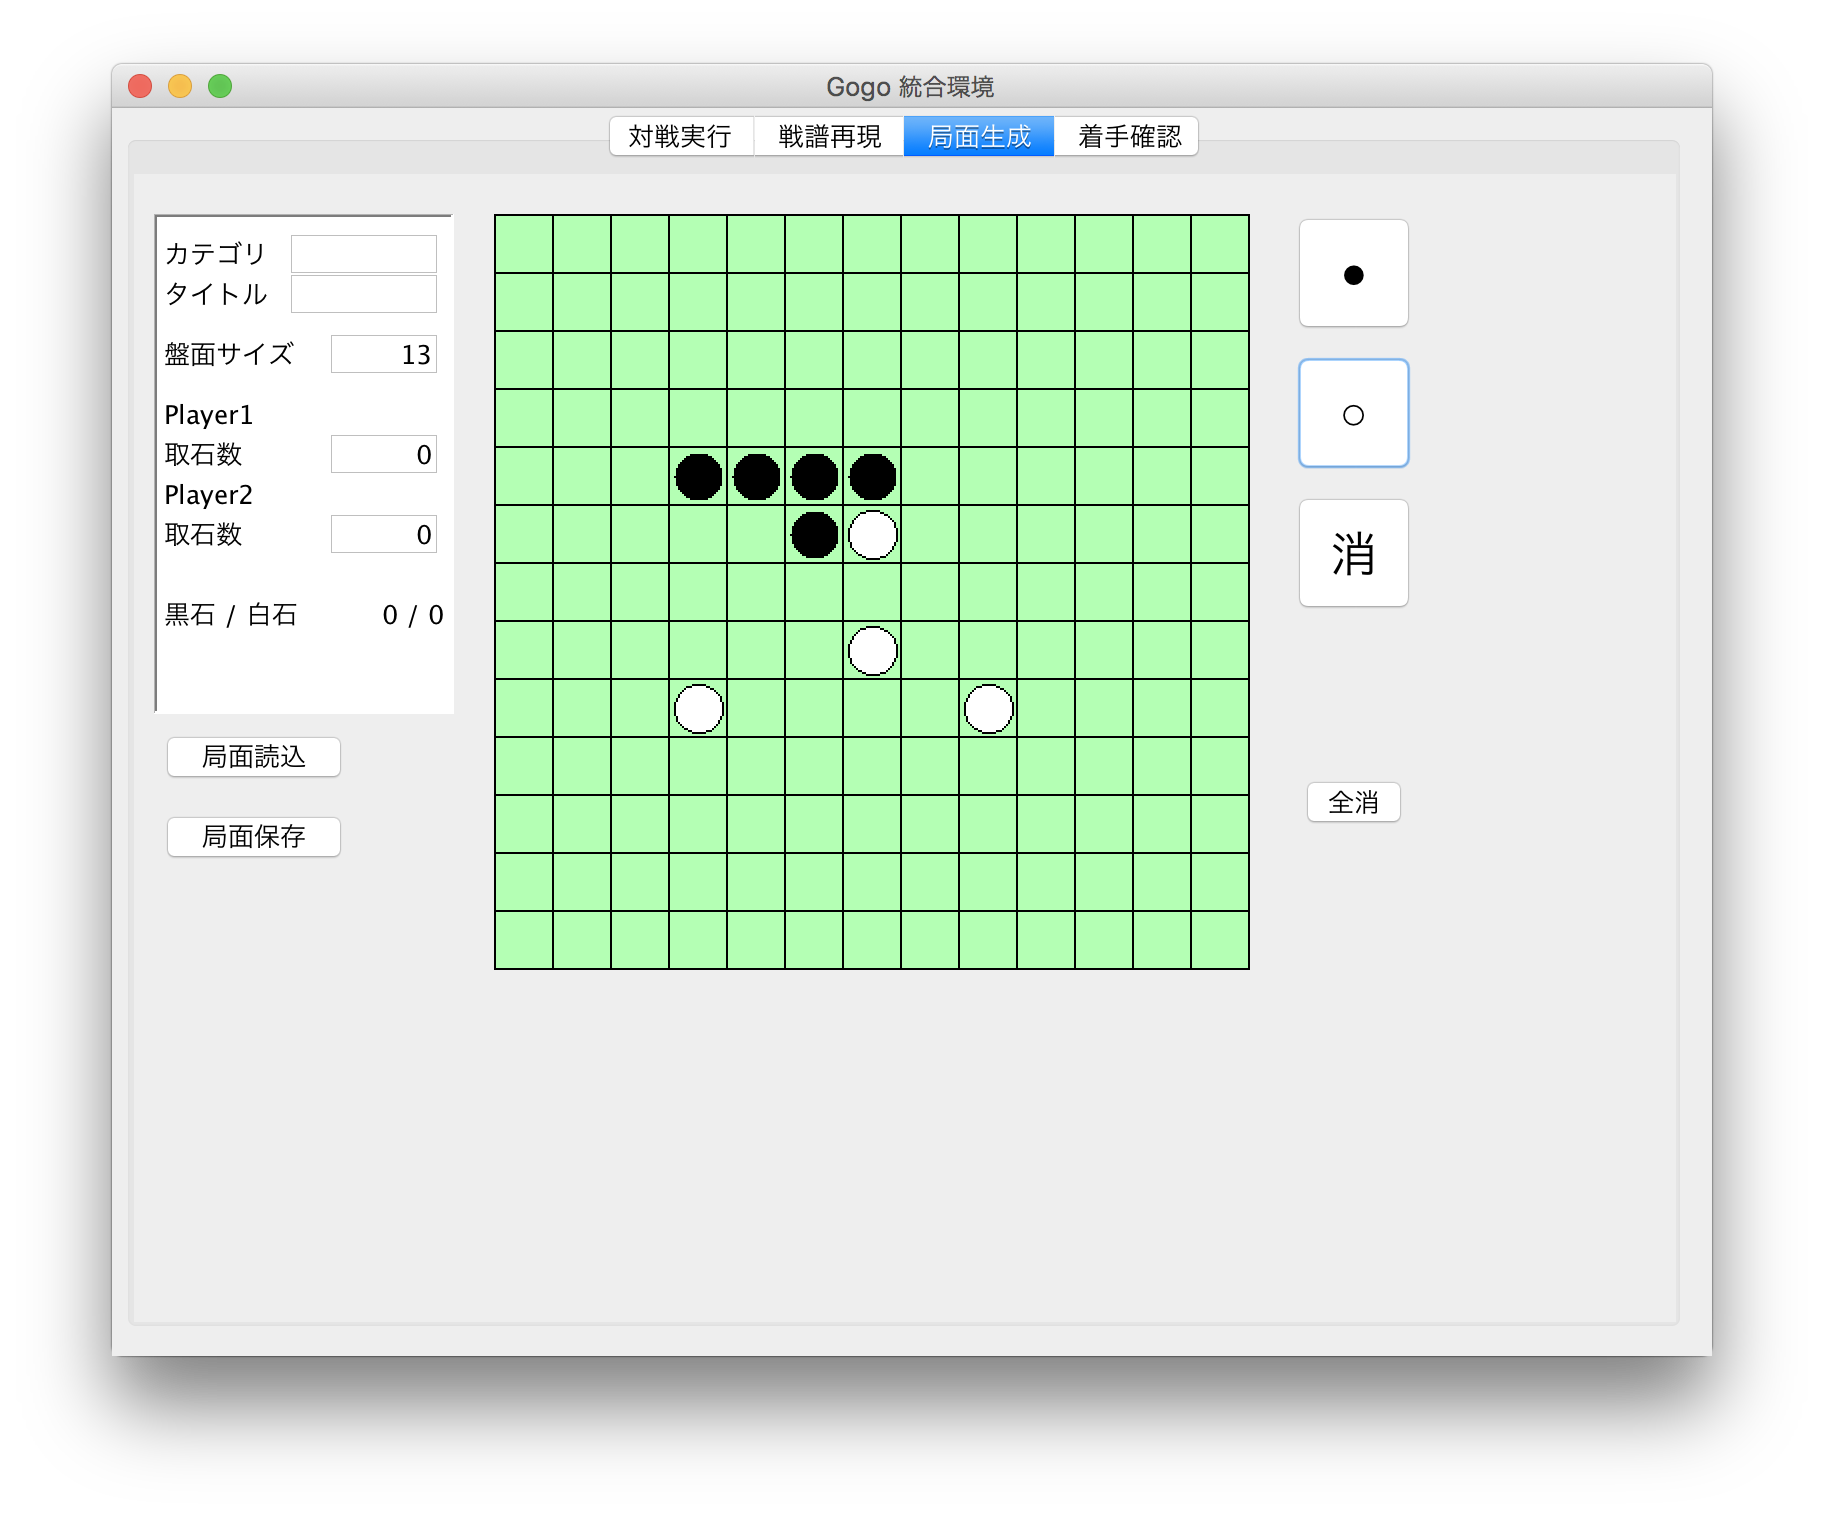 Gogo 統合環境
対戦実行 戦譜再現 局面生成 着手確認
カテゴリ
タイトル
盤面サイズ 13
Player1
取石数 0
Player2
取石数 0
黒石 / 白石 0 / 0
局面読込
局面保存
●
○
消
全消